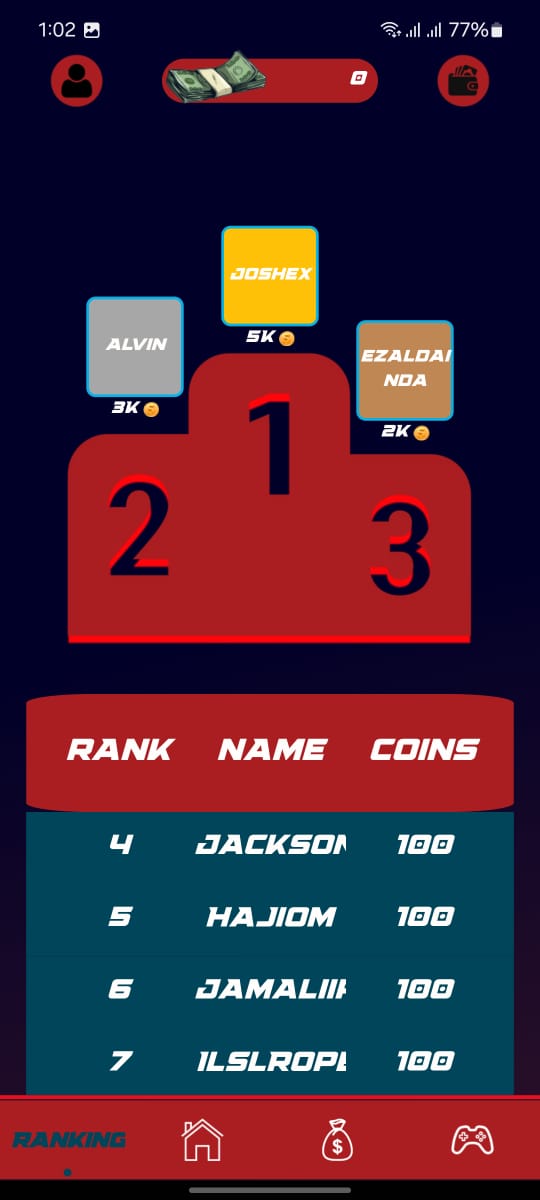 1:02 77%
0
JOSHEX
5K
ALVIN
3K
EZALDAI
NDA
2K
1
2
3
RANK NAME COINS
4 JACKSON 100
5 HAJIOM 100
6 100
7 100
RANKING
$